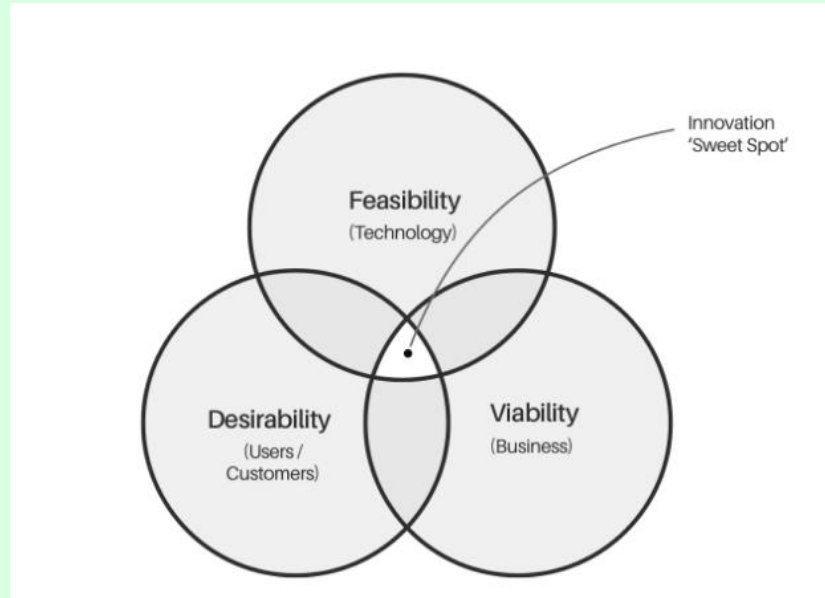 Innovation
‘Sweet Spot’
Feasibility
(Technology)
Desirability
(Users /
Customers)
Viability
(Business)